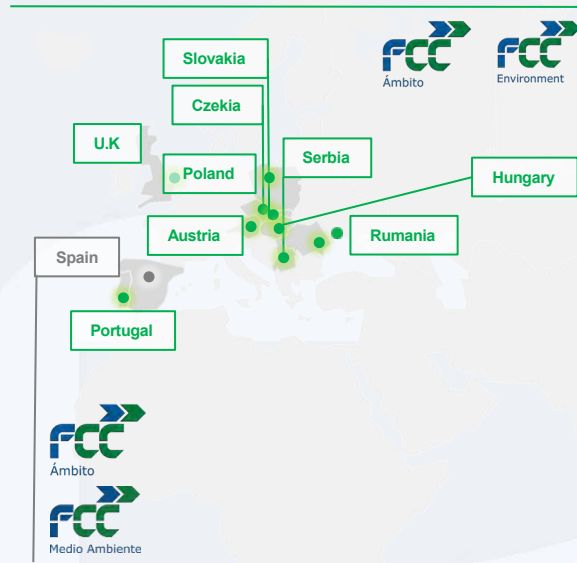 FCC
Ámbito
FCC
Environment
Slovakia
Czekia
U.K
Poland
Serbia
Hungary
Austria
Rumania
Spain
Portugal
FCC
Ámbito
FCC
Medio Ambiente